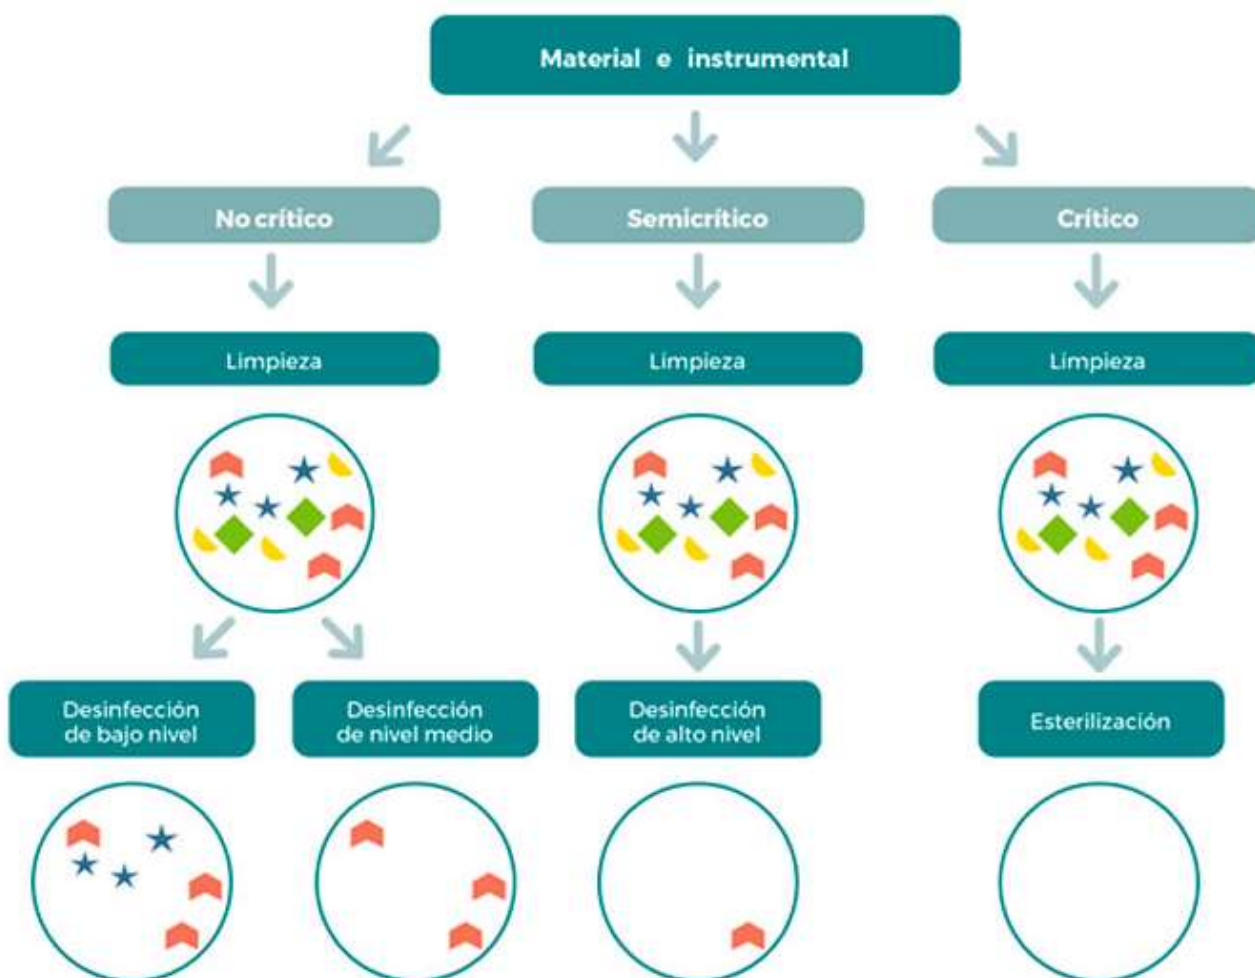 Material e instrumental
No crítico
Semicrítico
Crítico
Limpieza
Limpieza
Limpieza
Desinfección
de bajo nivel
Desinfección
de nivel medio
Desinfección
de alto nivel
Esterilización